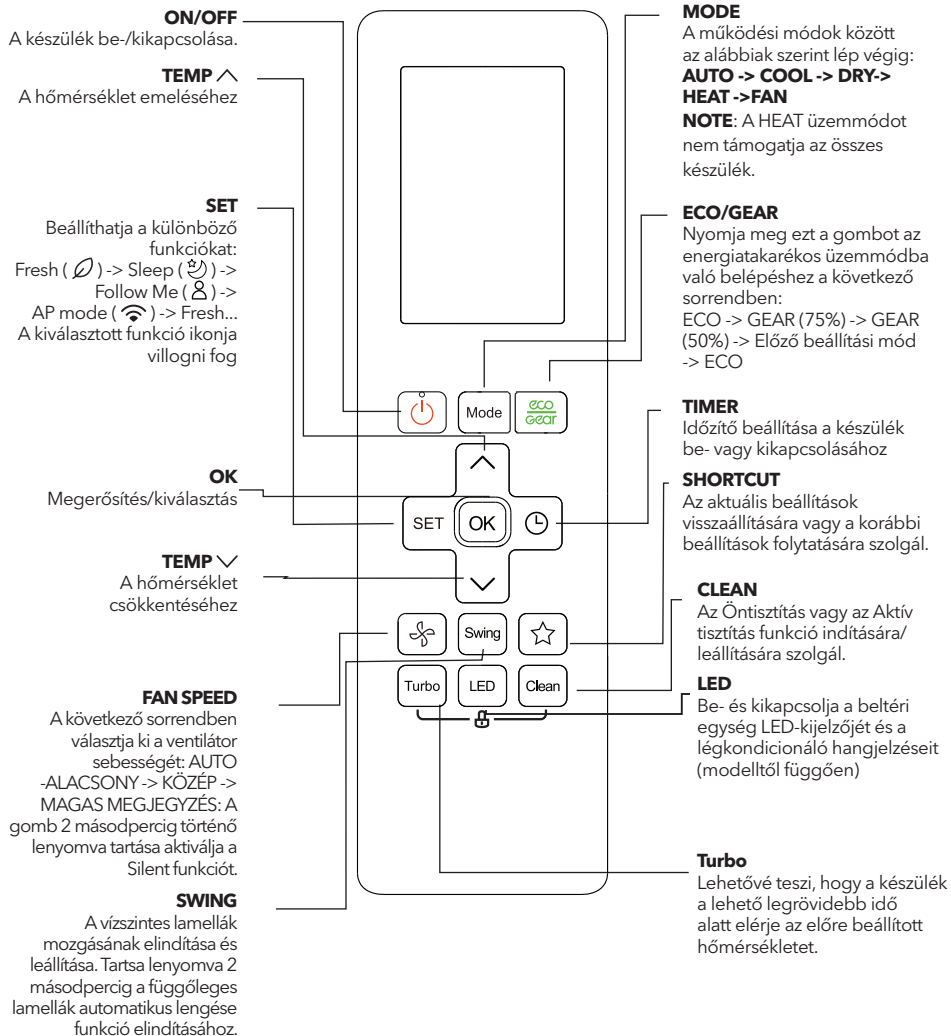 ON/OFF
A készülék be-/kikapcsolása.
TEMP
A hőmérséklet emeléséhez
SET
Beállíthatja a különböző
funkciókat:
Fresh ( ) -> Sleep ( ) ->
Follow Me ( ) ->
AP mode ( ) -> Fresh...
A kiválasztott funkció ikonja
villogni fog
OK
Megerősítés/kiválasztás
TEMP
A hőmérséklet
csökkentéséhez
FAN SPEED
A következő sorrendben
választja ki a ventilátor
sebességét: AUTO
-ALACSONY -> KÖZÉP ->
MAGAS MEGJEGYZÉS: A
gomb 2 másodpercig történő
lenyomva tartása aktiválja a
Silent funkciót.
SWING
A vízszintes lamellák
mozgásának elindítása és
leállítása. Tartsa lenyomva 2
másodpercig a függőleges
lamellák automatikus lengése
funkció elindításához.
Mode
eco
Gear
SET
OK
Swing
Turbo
LED
Clean
MODE
A működési módok között
az alábbiak szerint lép végig:
AUTO -> COOL -> DRY->
HEAT ->FAN
NOTE: A HEAT üzemmódot
nem támogatja az összes
készülék.
ECO/GEAR
Nyomja meg ezt a gombot az
energiatakarékos üzemmódba
való belépéshez a következő
sorrendben:
ECO -> GEAR (75%) -> GEAR
(50%) -> Előző beállítási mód
-> ECO
TIMER
Időzítő beállítása a készülék
be- vagy kikapcsolásához
SHORTCUT
Az aktuális beállítások
visszaállítására vagy a korábbi
beállítások folytatására szolgál.
CLEAN
Az Öntisztítás vagy az Aktív
tisztítás funkció indítására/
leállítására szolgál.
LED
Be- és kikapcsolja a beltéri
egység LED-kijelzőjét és a
légkondicionáló hangjelzéseit
(modelltől függően)
Turbo
Lehetővé teszi, hogy a készülék
a lehető legrövidebb idő
alatt elérje az előre beállított
hőmérsékletet.